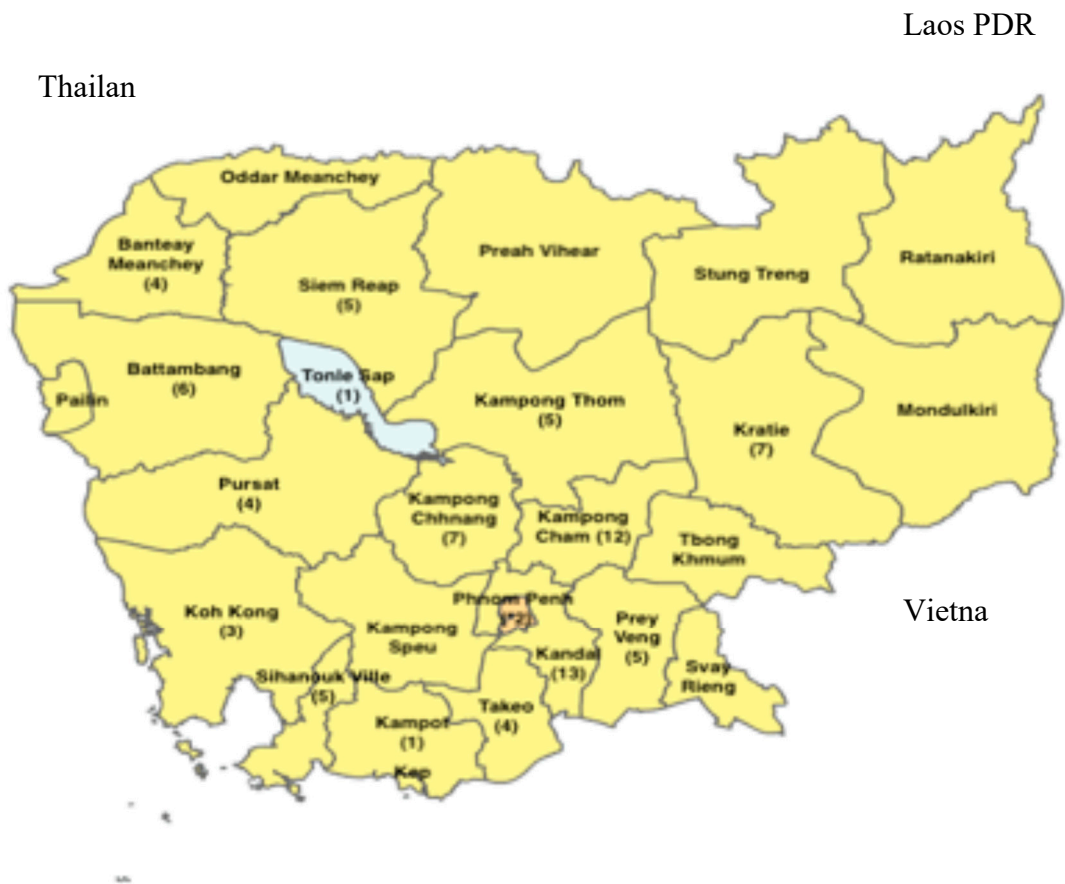 Laos PDR
Thailan
Oddar Meanchey
Banteay
Meanchey
(4)
Siem Reap
(5)
Preah Vihear
Stung Treng
Ratanakiri
Battambang
(6)
Pailin
Tonle Sap
(1)
Kampong Thom
(5)
Kratie
(7)
Mondulkiri
Pursat
(4)
Kampong
Chhnang
(7)
Kampong
Cham (12)
Tbong
Khmum
Koh Kong
(3)
Kampong
Speu
Phnom Penh
Prey
Veng
(5)
Vietna
Kandal
(13)
Svay
Rieng
Sihanouk Ville
(5)
Takeo
(4)
Kampot
(1)
Kep